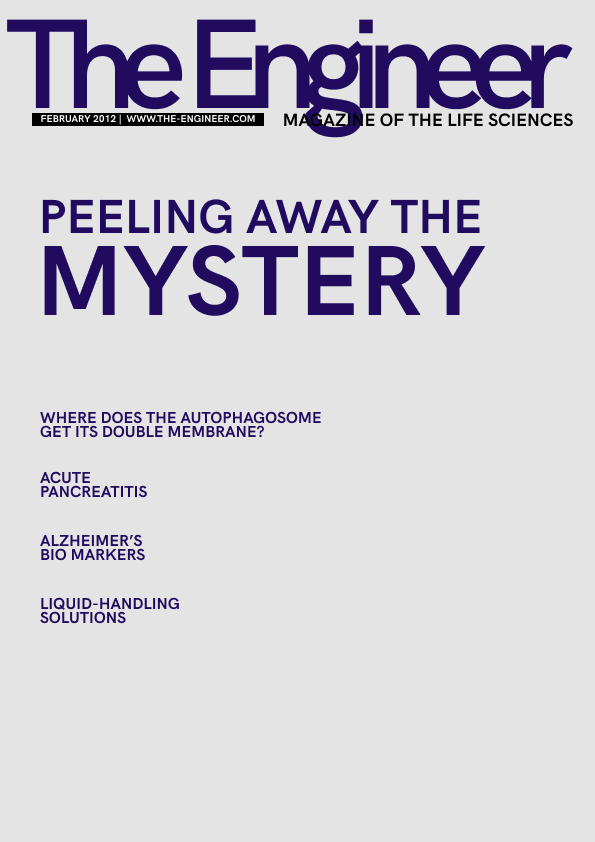 The Engineer
FEBRUARY 2012 | WWW.THE-ENGINEER.COM
MAGAZINE OF THE LIFE SCIENCES
PEELING AWAY THE
MYSTERY
WHERE DOES THE AUTOPHAGOSOME
GET ITS DOUBLE MEMBRANE?
ACUTE
PANCREATITIS
ALZHEIMER’S
BIO MARKERS
LIQUID-HANDLING
SOLUTIONS